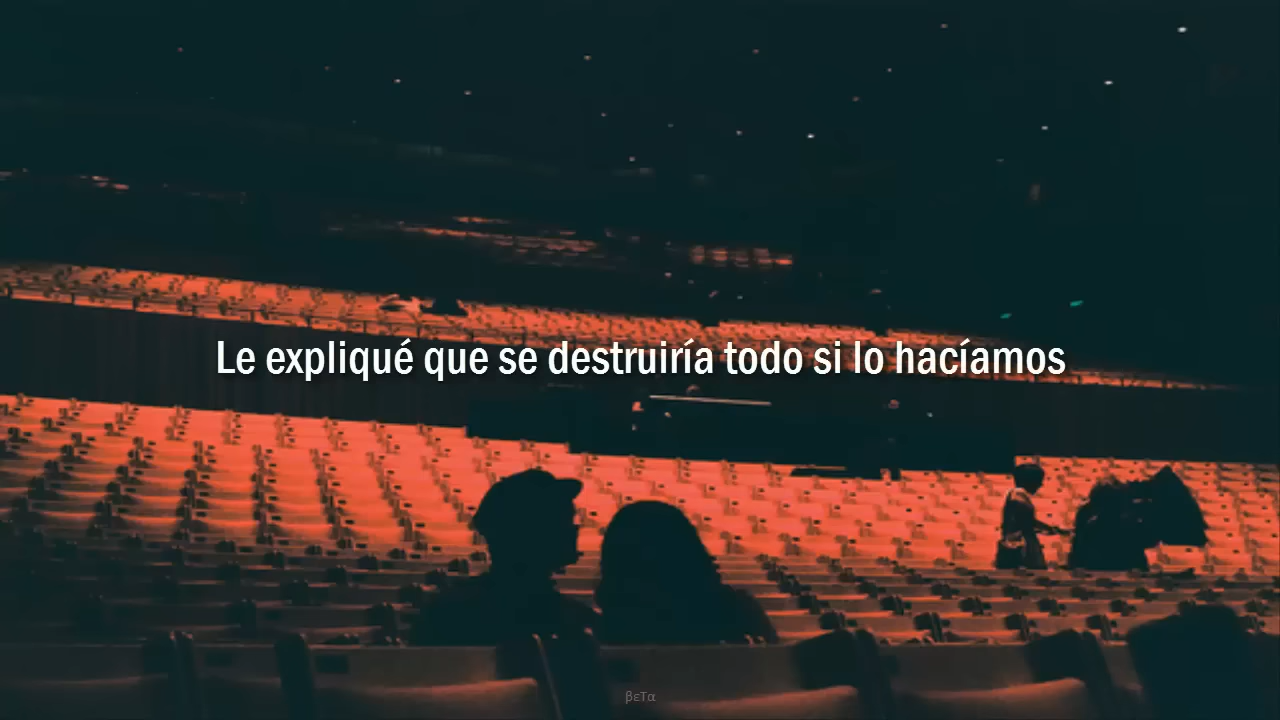 Le expliqué que se destruiría todo si lo hacíamos
βεΤα